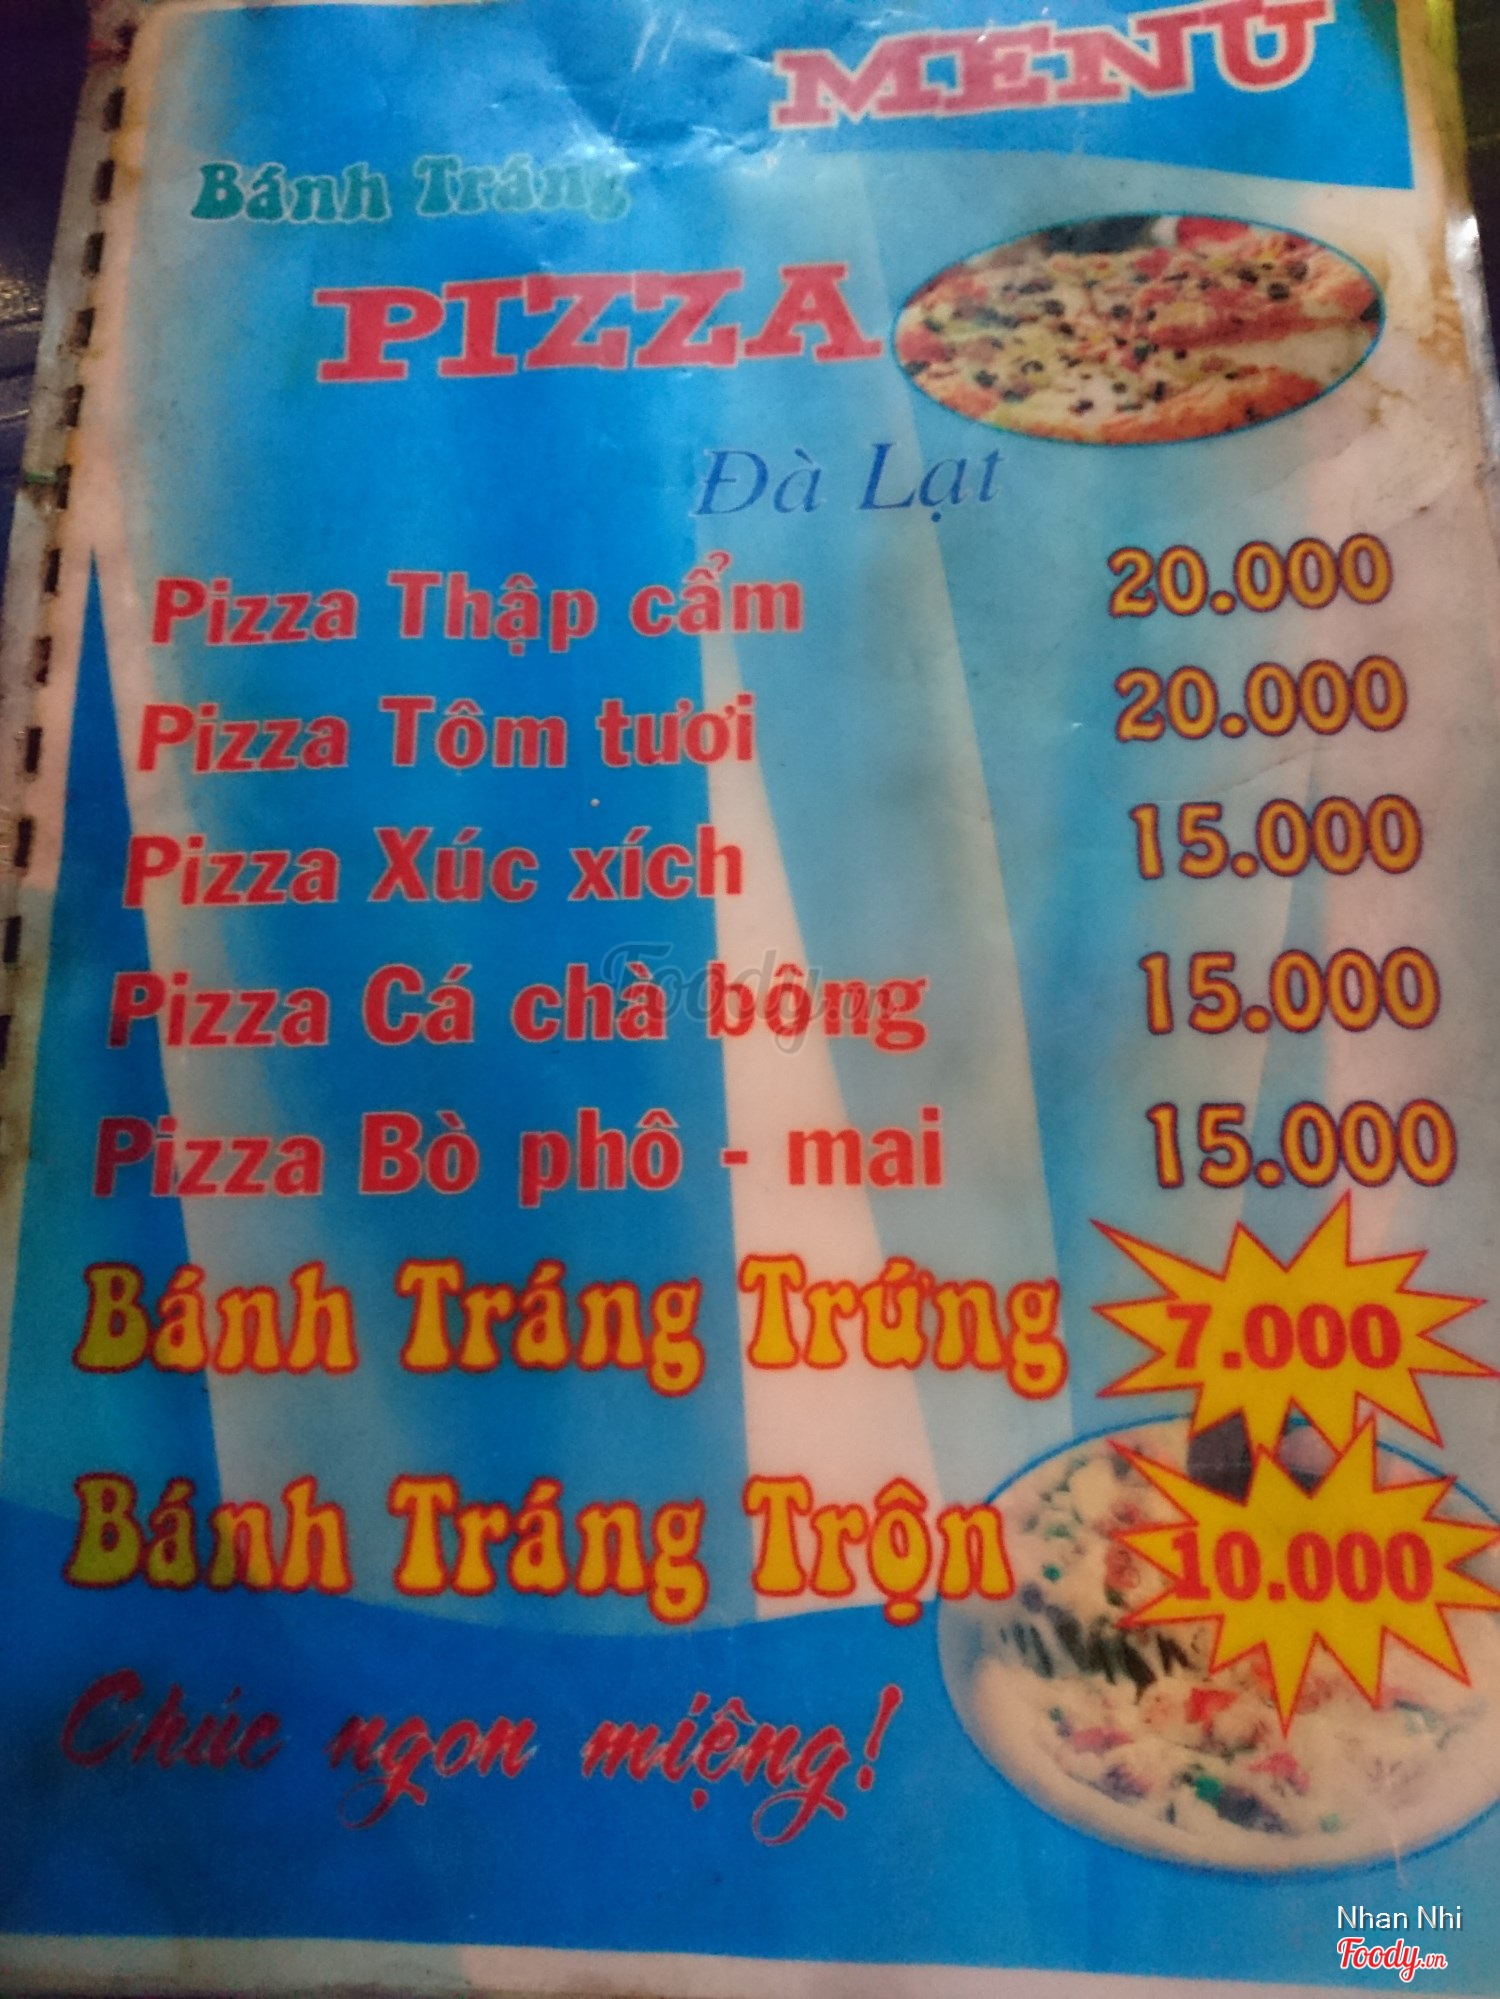 MENU
Bánh Tráng
PIZZA
Đà Lạt
Pizza Thập cẩm 20.000
Pizza Tôm tươi 20.000
Pizza Xúc xích 15.000
Pizza Cá chà bông 15.000
Pizza Bò phô - mai 15.000
Bánh Tráng Trứng 7.000
Bánh Tráng Trộn 10.000
Chúc ngon miệng!
Foody.vn
Nhan Nhi
Foody.vn